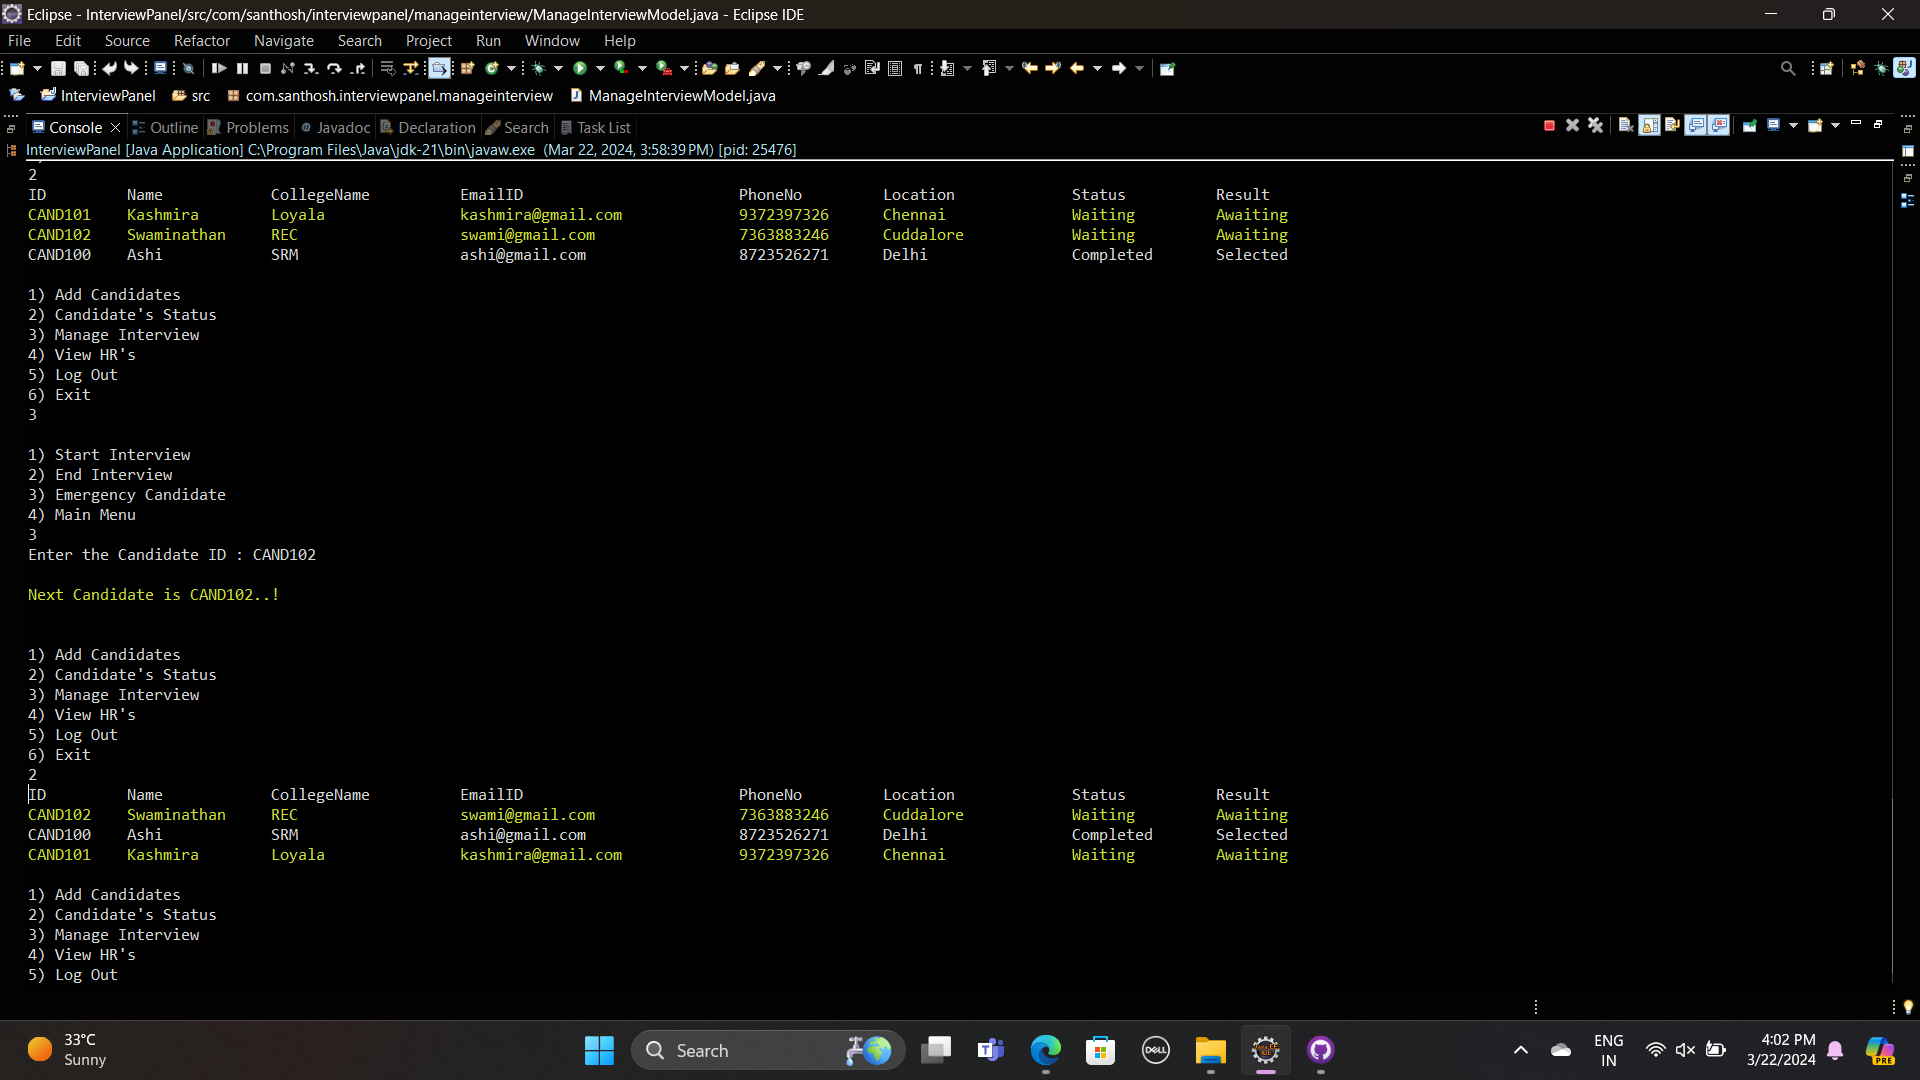 Eclipse - InterviewPanel/src/com/santhosh/interviewpanel/manageinterview/ManageInterviewModel.java - Eclipse IDE
File Edit Source Refactor Navigate Search Project Run Window Help
InterviewPanel src com.santhosh.interviewpanel.manageinterview ManageInterviewModel.java
Console Outline Problems Javadoc Declaration Search Task List
InterviewPanel [Java Application] C:\Program Files\Java\jdk-21\bin\javaw.exe (Mar 22, 2024, 3:58:39 PM) [pid: 25476]
2
ID Name CollegeName EmailID PhoneNo Location Status Result
CAND101 Kashmira Loyala kashmira@gmail.com 9372397326 Chennai Waiting Awaiting
CAND102 Swaminathan REC swami@gmail.com 7363883246 Cuddalore Waiting Awaiting
CAND100 Ashi SRM ashi@gmail.com 8723526271 Delhi Completed Selected
1) Add Candidates
2) Candidate's Status
3) Manage Interview
4) View HR's
5) Log Out
6) Exit
3
1) Start Interview
2) End Interview
3) Emergency Candidate
4) Main Menu
3
Enter the Candidate ID : CAND102
Next Candidate is CAND102..!
1) Add Candidates
2) Candidate's Status
3) Manage Interview
4) View HR's
5) Log Out
6) Exit
2
ID Name CollegeName EmailID PhoneNo Location Status Result
CAND102 Swaminathan REC swami@gmail.com 7363883246 Cuddalore Waiting Awaiting
CAND100 Ashi SRM ashi@gmail.com 8723526271 Delhi Completed Selected
CAND101 Kashmira Loyala kashmira@gmail.com 9372397326 Chennai Waiting Awaiting
1) Add Candidates
2) Candidate's Status
3) Manage Interview
4) View HR's
5) Log Out
33°C
Sunny
Search
DELL
ENG
IN
4:02 PM
3/22/2024
PRE